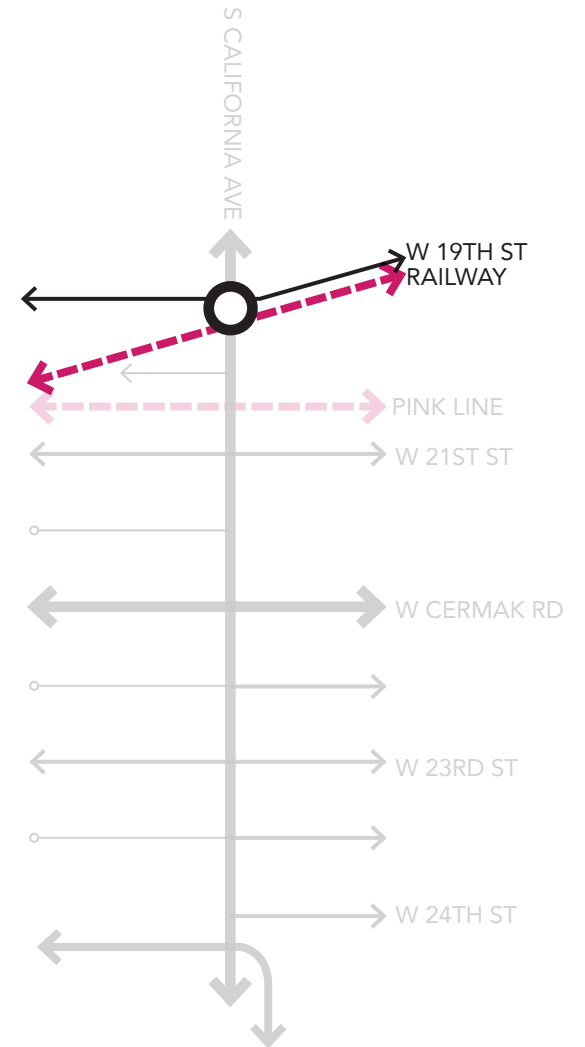 S CALIFORNIA AVE
W 19TH ST
RAILWAY
PINK LINE
W 21ST ST
W CERMAK RD
W 23RD ST
W 24TH ST